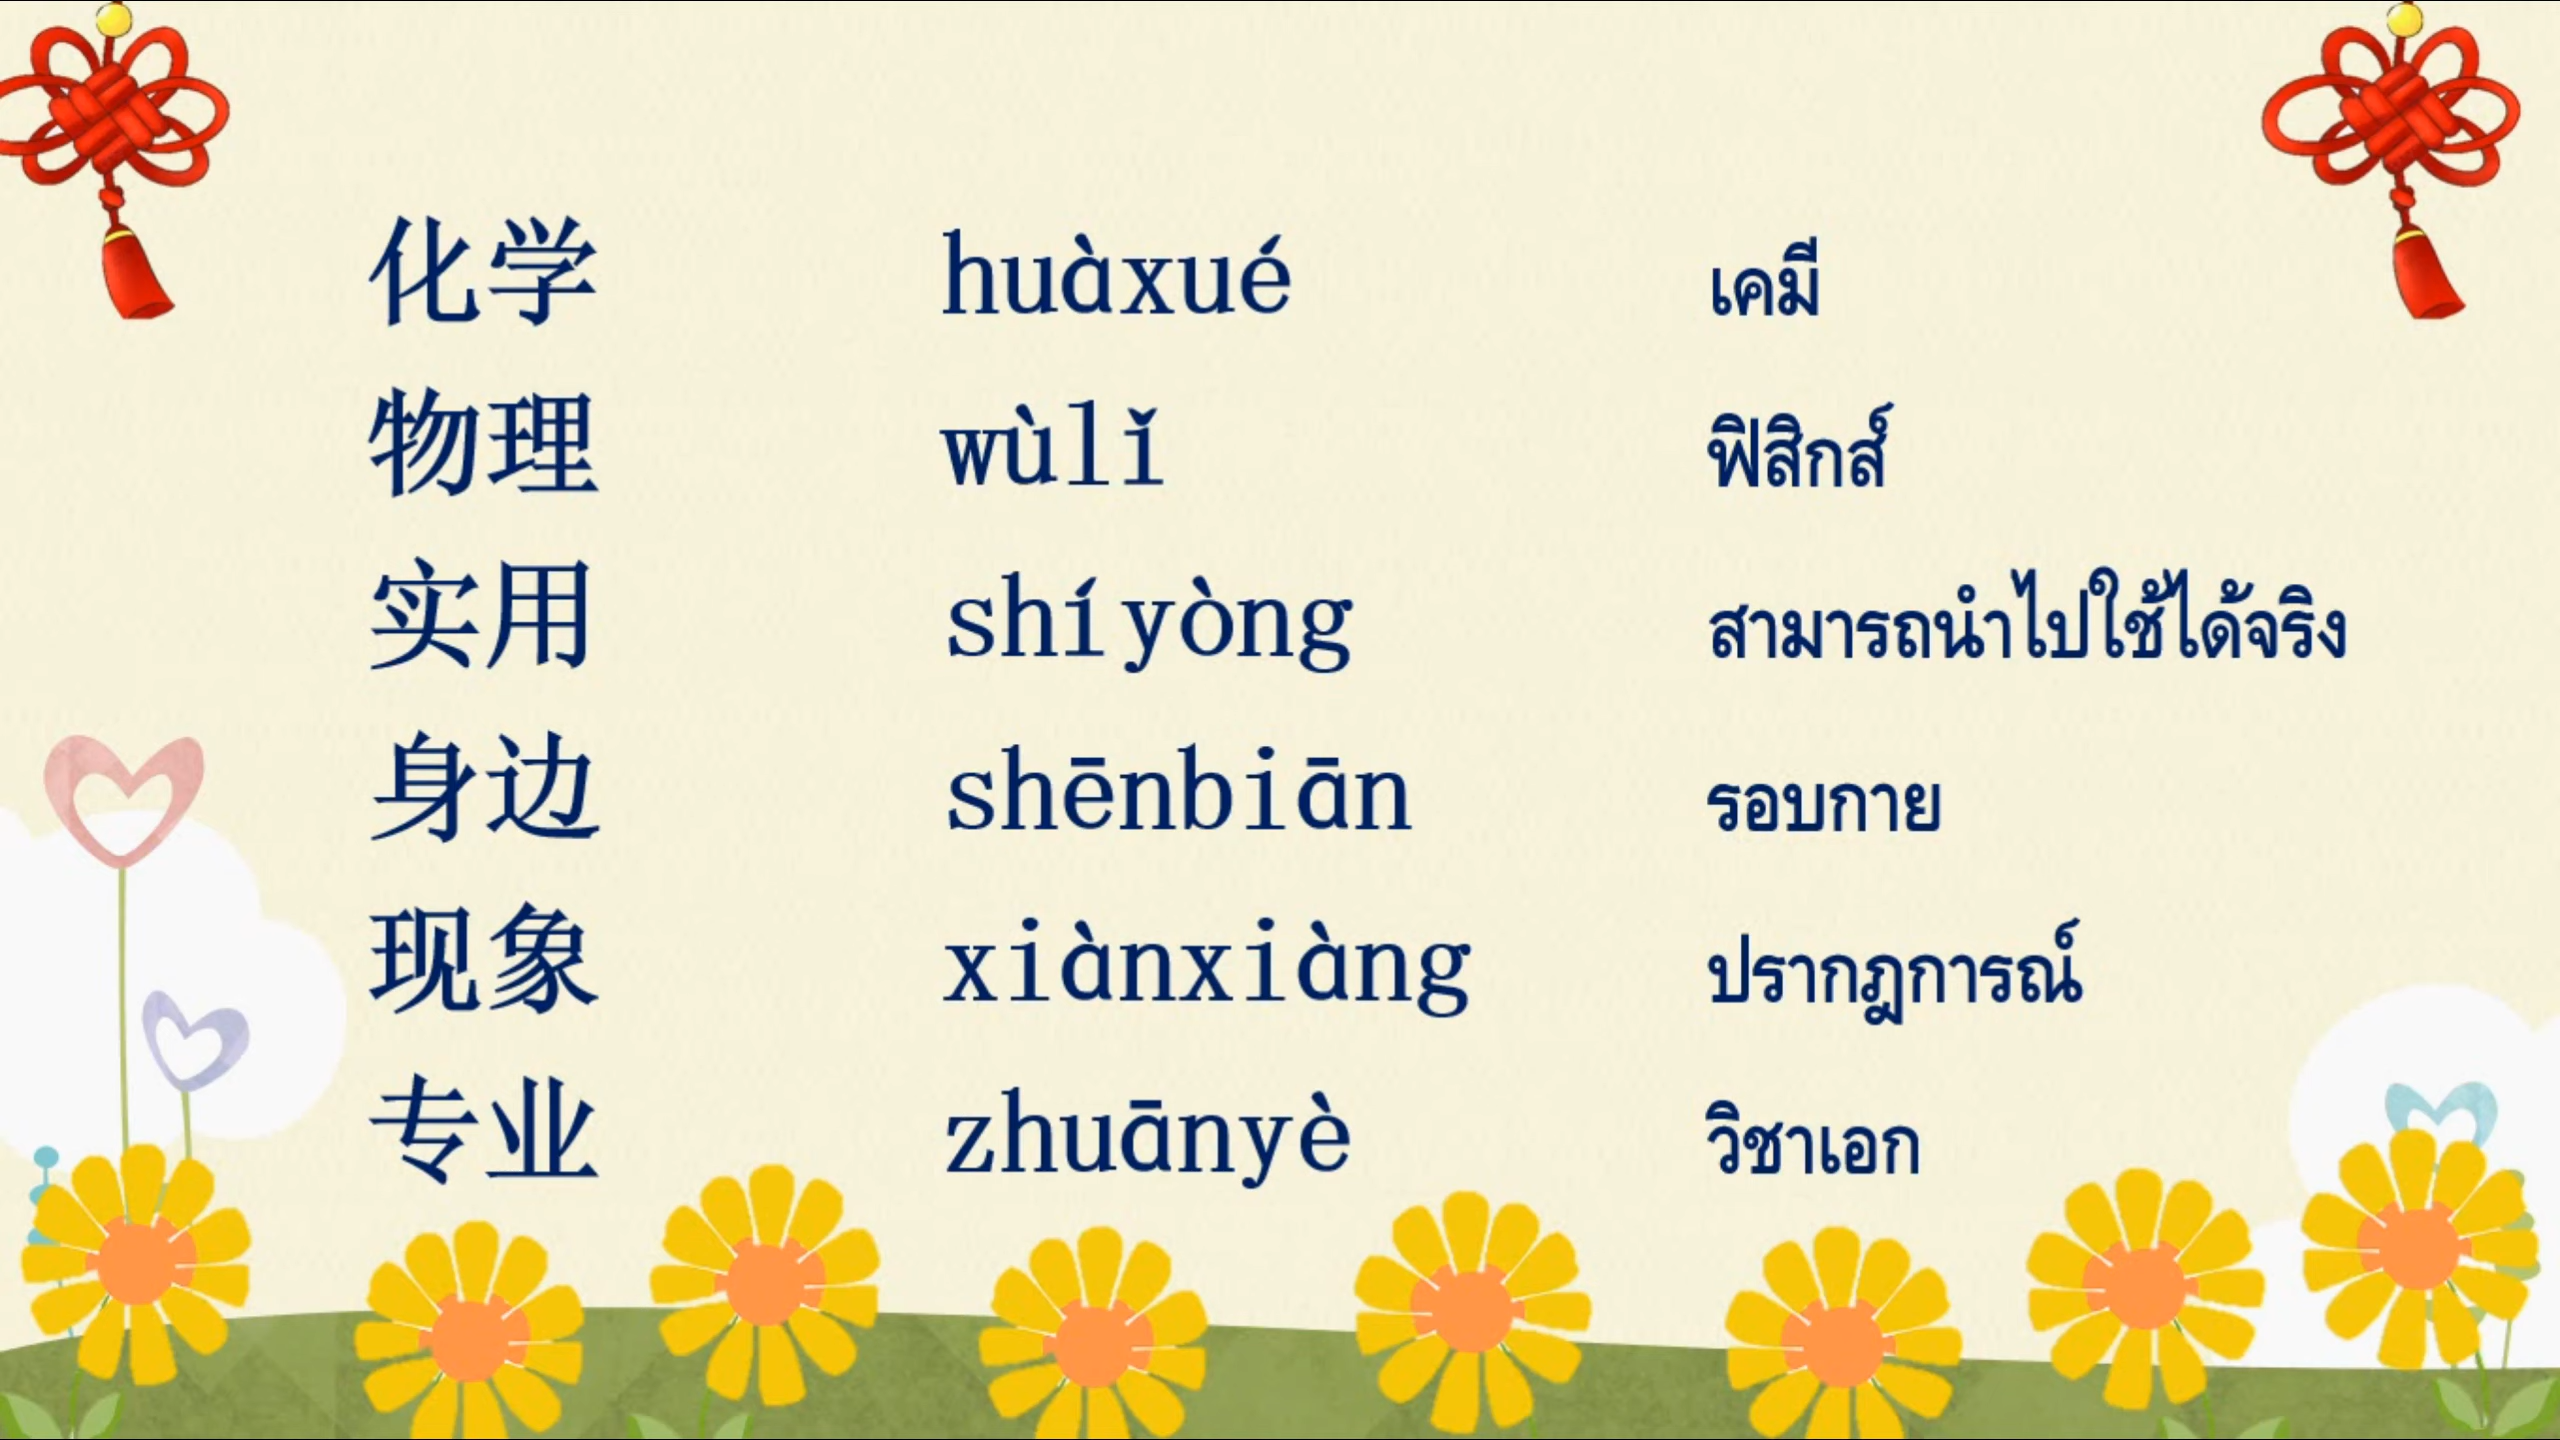 化学 huàxué เคมี
物理 wùlǐ ฟิสิกส์
实用 shíyòng สามารถนำไปใช้ได้จริง
身边 shēnbiān รอบกาย
现象 xiànxiàng ปรากฎการณ์
专业 zhuānyè วิชาเอก